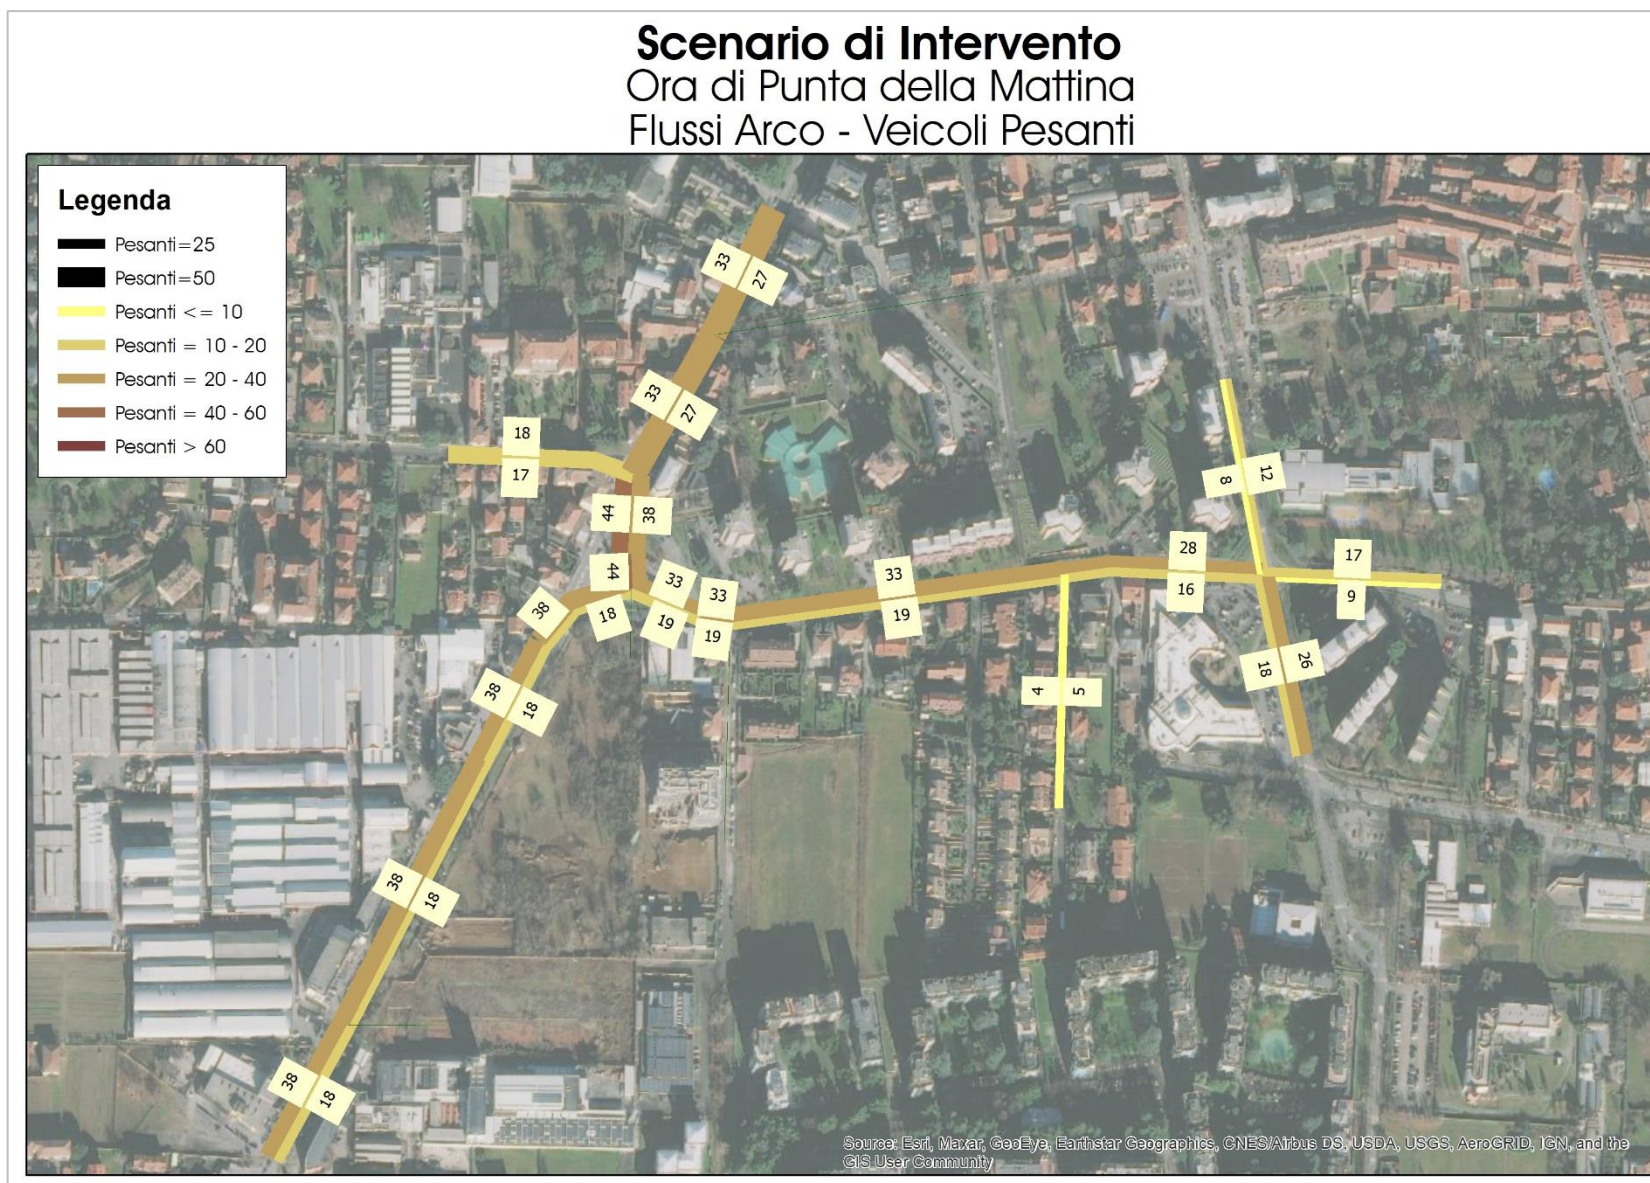 Scenario di Intervento
Ora di Punta della Mattina
Flussi Arco - Veicoli Pesanti
Legenda
Pesanti=25
Pesanti=50
Pesanti <= 10
Pesanti = 10 - 20
Pesanti = 20 - 40
Pesanti = 40 - 60
Pesanti > 60
33
27
33
27
18
17
44
38
44
18
38
33
19
33
19
33
19
28
16
8
12
17
9
18
26
4
5
38
18
38
18
38
18
Source: Esri, Maxar, GeoEye, Earthstar Geographics, CNES/Airbus DS, USDA, USGS, AeroGRID, IGN, and the
GIS User Community